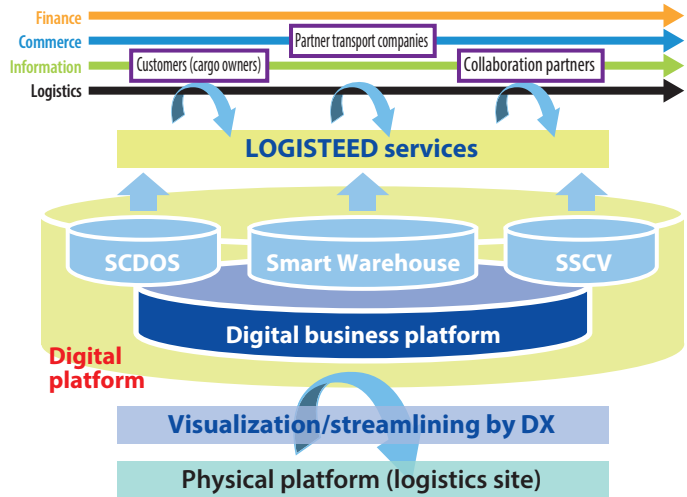 Finance
Commerce
Partner transport companies
Information
Customers (cargo owners)
Collaboration partners
Logistics
LOGISTEED services
SCDOS
Smart Warehouse
SSCV
Digital business platform
Digital
platform
Visualization/streamlining by DX
Physical platform (logistics site)